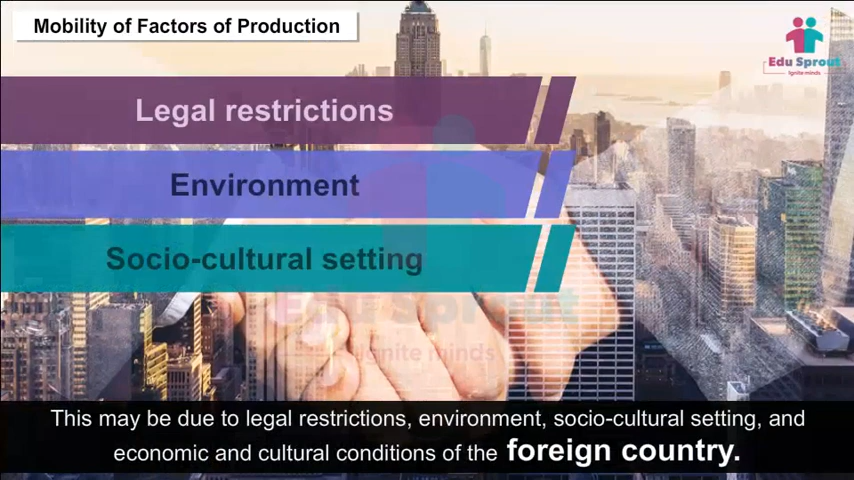 Mobility of Factors of Production
Edu Sprout
Ignite minds
Legal restrictions
Environment
Socio-cultural setting
Edu Sprout
Ignite minds
This may be due to legal restrictions, environment, socio-cultural setting, and
economic and cultural conditions of the foreign country.